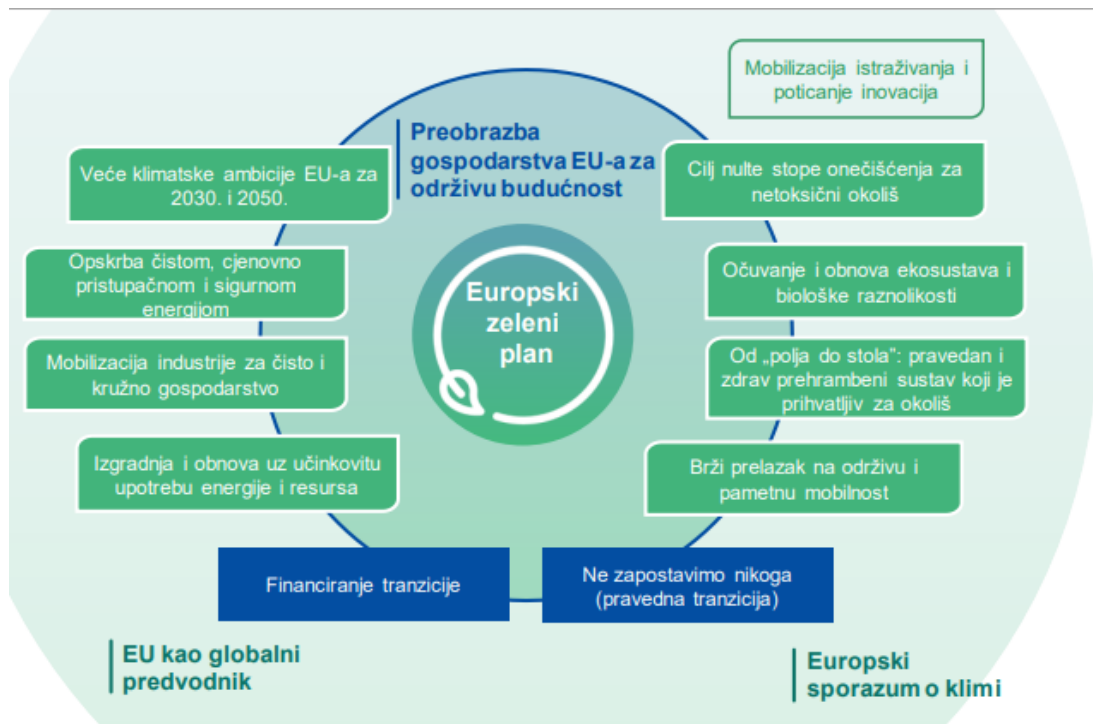 Mobilizacija istraživanja i
poticanje inovacija
Preobrazba
gospodarstva EU-a za
održivu budućnost
Veće klimatske ambicije EU-a za
2030. i 2050.
Cilj nulte stope onečišćenja za
netoksični okoliš
Opskrba čistom, cjenovno
pristupačnom i sigurnom
energijom
Očuvanje i obnova ekosustava i
biološke raznolikosti
Europski
zeleni
plan
Mobilizacija industrije za čisto i
kružno gospodarstvo
Od „polja do stola”: pravedan i
zdrav prehrambeni sustav koji je
prihvatljiv za okoliš
Izgradnja i obnova uz učinkovitu
upotrebu energije i resursa
Brži prelazak na održivu i
pametnu mobilnost
Financiranje tranzicije
Ne zapostavimo nikoga
(pravedna tranzicija)
EU kao globalni
predvodnik
Europski
sporazum o klimi